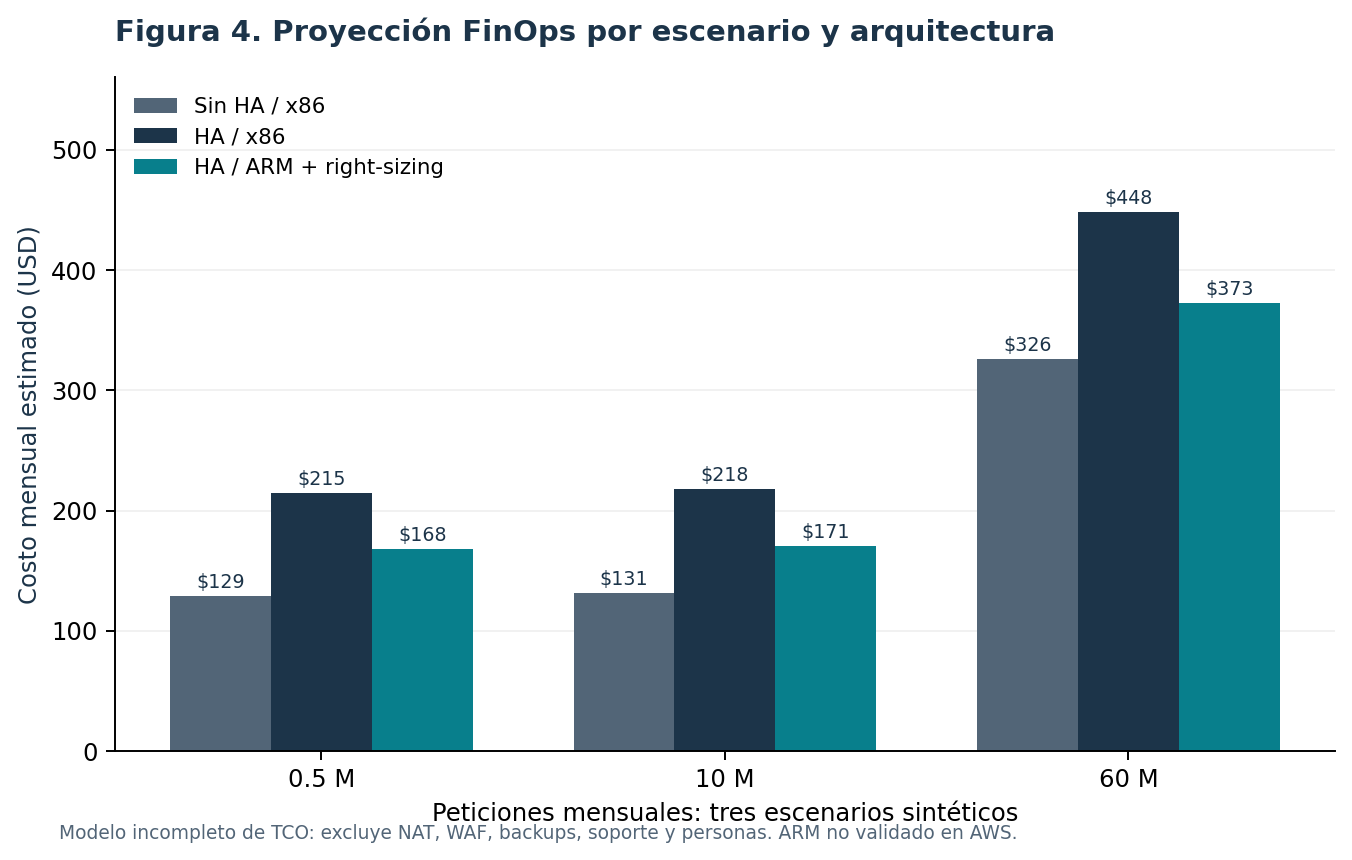 Figura 4. Proyección FinOps por escenario y arquitectura
Sin HA / x86
HA / x86
HA / ARM + right-sizing
Costo mensual estimado (USD)
500
400
300
200
100
0
$129
$215
$168
$131
$218
$171
$326
$448
$373
0.5 M
10 M
60 M
Peticiones mensuales: tres escenarios sintéticos
Modelo incompleto de TCO: excluye NAT, WAF, backups, soporte y personas. ARM no validado en AWS.